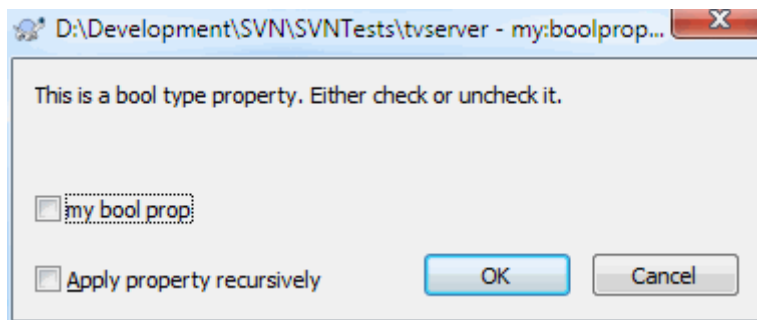 D:\Development\SVN\SVNTests\tvserver - my:boolprop...
This is a bool type property. Either check or uncheck it.
my bool prop
Apply property recursively
OK
Cancel